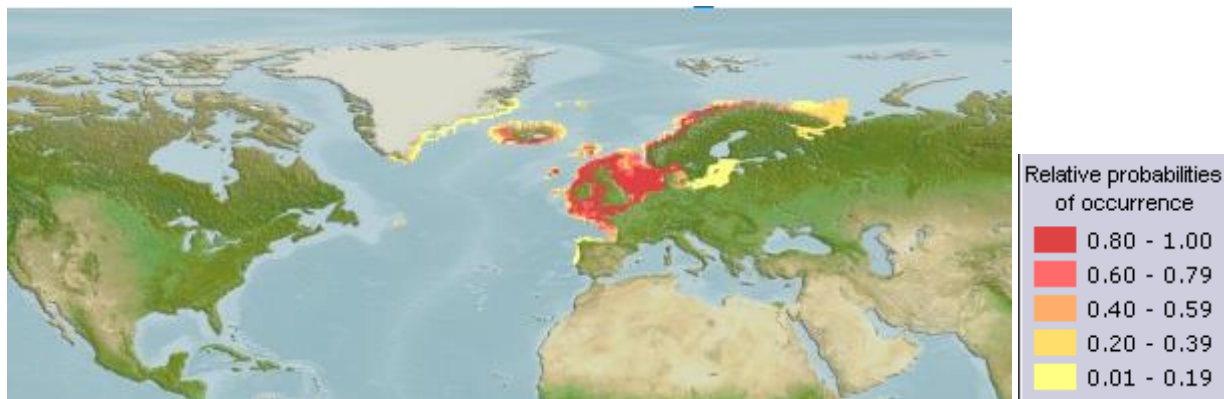 Relative probabilities
of occurrence
0.80 - 1.00
0.60 - 0.79
0.40 - 0.59
0.20 - 0.39
0.01 - 0.19